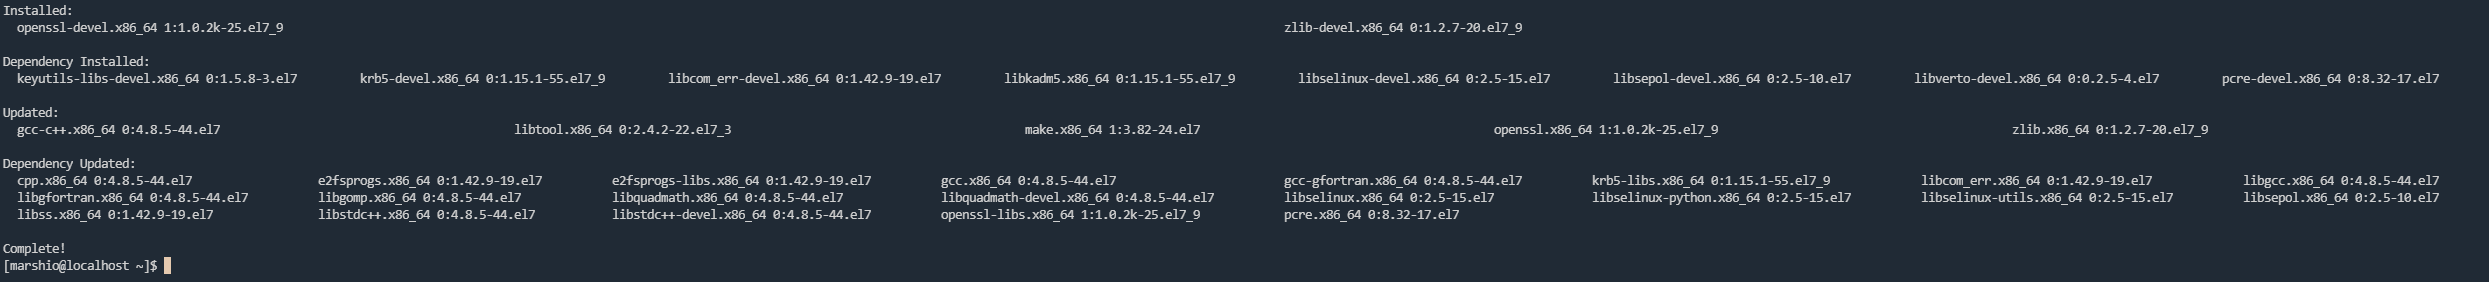 Installed:
openssl-devel.x86_64 1:1.0.2k-25.el7_9 zlib-devel.x86_64 0:1.2.7-20.el7_9
Dependency Installed:
keyutils-libs-devel.x86_64 0:1.5.8-3.el7 krb5-devel.x86_64 0:1.15.1-55.el7_9 libcom_err-devel.x86_64 0:1.42.9-19.el7 libkadm5.x86_64 0:1.15.1-55.el7_9 libselinux-devel.x86_64 0:2.5-15.el7 libsepol-devel.x86_64 0:2.5-10.el7 libverto-devel.x86_64 0:0.2.5-4.el7 pcre-devel.x86_64 0:8.32-17.el7
Updated:
gcc-c++.x86_64 0:4.8.5-44.el7 libtool.x86_64 0:2.4.2-22.el7_3 make.x86_64 1:3.82-24.el7 openssl.x86_64 1:1.0.2k-25.el7_9 zlib.x86_64 0:1.2.7-20.el7_9
Dependency Updated:
cpp.x86_64 0:4.8.5-44.el7 e2fsprogs.x86_64 0:1.42.9-19.el7 e2fsprogs-libs.x86_64 0:1.42.9-19.el7 gcc.x86_64 0:4.8.5-44.el7 gcc-gfortran.x86_64 0:4.8.5-44.el7 krb5-libs.x86_64 0:1.15.1-55.el7_9 libcom_err.x86_64 0:1.42.9-19.el7 libgcc.x86_64 0:4.8.5-44.el7
libgfortran.x86_64 0:4.8.5-44.el7 libgomp.x86_64 0:4.8.5-44.el7 libquadmath.x86_64 0:4.8.5-44.el7 libquadmath-devel.x86_64 0:4.8.5-44.el7 libselinux.x86_64 0:2.5-15.el7 libselinux-python.x86_64 0:2.5-15.el7 libselinux-utils.x86_64 0:2.5-15.el7 libsepol.x86_64 0:2.5-10.el7
libss.x86_64 0:1.42.9-19.el7 libstdc++.x86_64 0:4.8.5-44.el7 libstdc++-devel.x86_64 0:4.8.5-44.el7 openssl-libs.x86_64 1:1.0.2k-25.el7_9 pcre.x86_64 0:8.32-17.el7
Complete!
[marshio@localhost ~]$